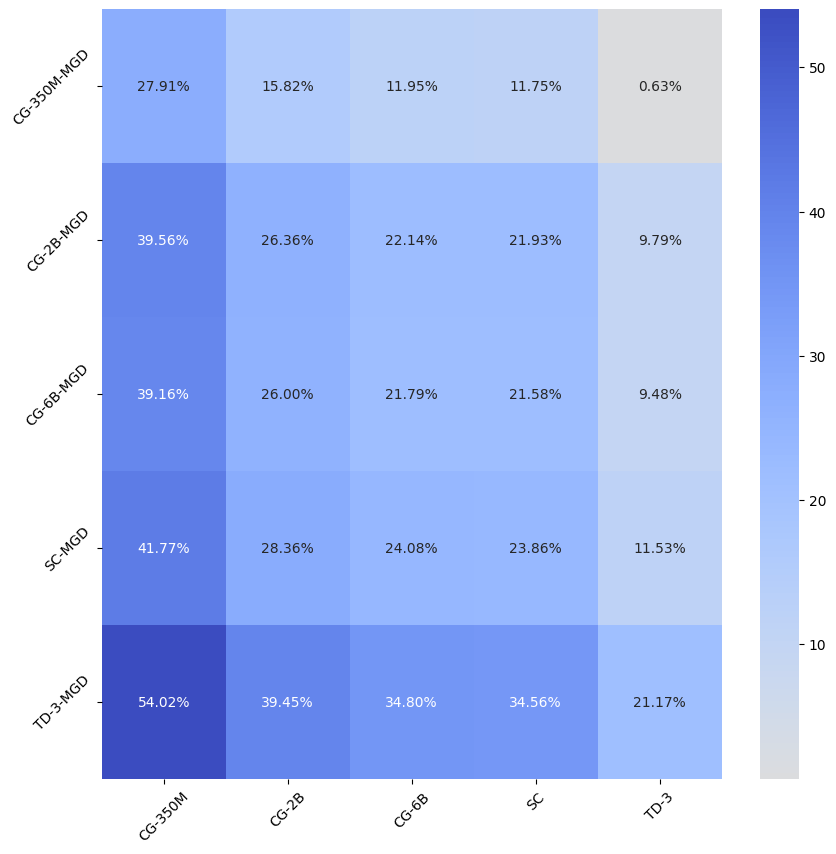 CG-350M-MGD 27.91% 15.82% 11.95% 11.75% 0.63%
CG-2B-MGD 39.56% 26.36% 22.14% 21.93% 9.79%
CG-6B-MGD 39.16% 26.00% 21.79% 21.58% 9.48%
SC-MGD 41.77% 28.36% 24.08% 23.86% 11.53%
TD-3-MGD 54.02% 39.45% 34.80% 34.56% 21.17%
CG-350M CG-2B CG-6B SC TD-3
50
40
30
20
10